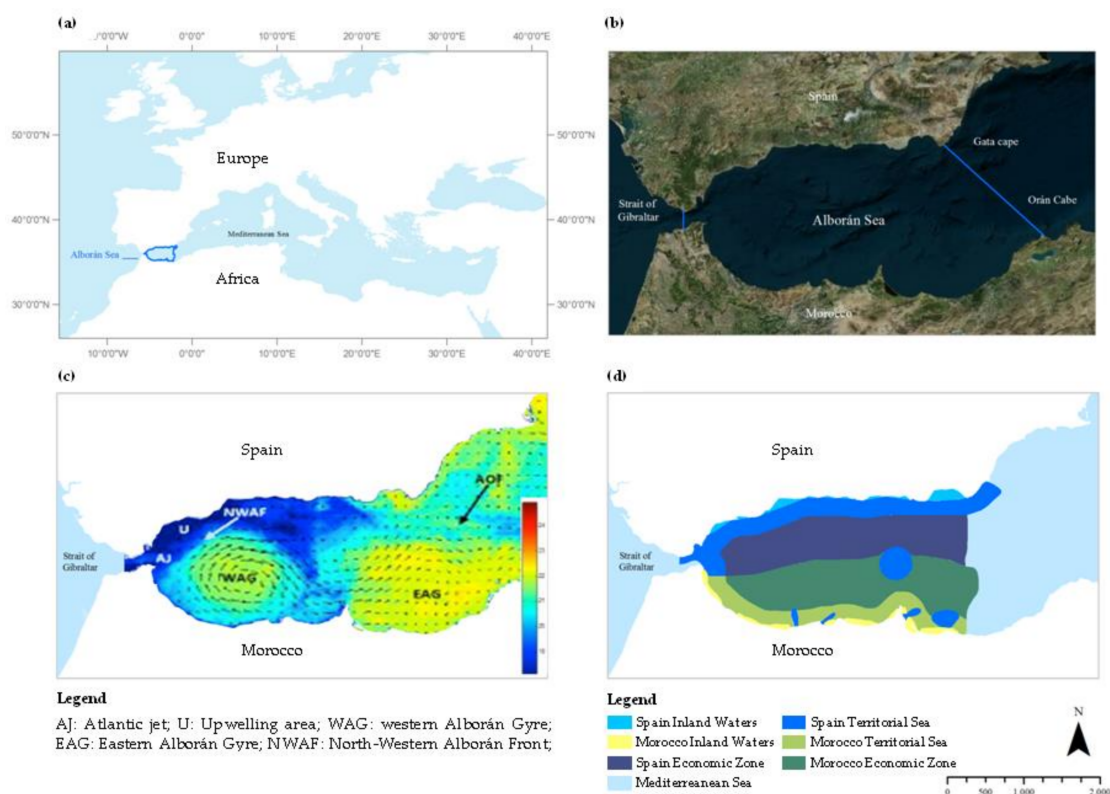 (a)
0°0'0"
10°0'0"E
20°0'0"E
30°0'0"E
40°0'0"E
50°0'0"N
50°0'0"N
40°0'0"N
40°0'0"N
30°0'0"N
30°0'0"N
Europe
Mediterranean Sea
Alborán Sea
Africa
10°0'0"W
0°0'0"
10°0'0"E
20°0'0"E
30°0'0"E
40°0'0"E
(b)
Spain
Gata cape
Strait of
Gibraltar
Orán Cabe
Alborán Sea
Morocco
(c)
Spain
AOF
NWAF
U
Strait of
Gibraltar
AJ
WAG
EAG
Morocco
Legend
AJ: Atlantic jet; U: Upwelling area; WAG: western Alborán Gyre;
EAG: Eastern Alborán Gyre; NWAF: North-Western Alborán Front;
(d)
Spain
Strait of
Gibraltar
Morocco
Legend
Spain Inland Waters
Spain Territorial Sea
Morocco Inland Waters
Morocco Territorial Sea
Spain Economic Zone
Morocco Economic Zone
Mediterranean Sea
N
0 500 1.000 2.000